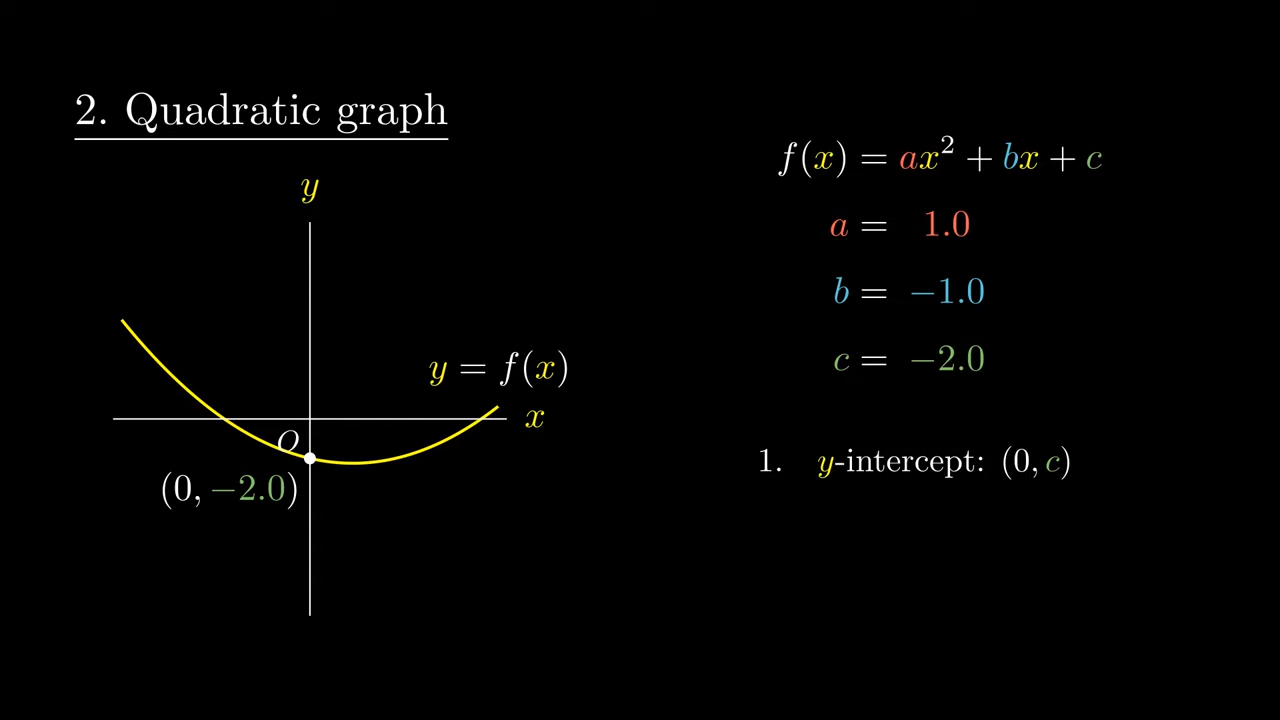 2. Quadratic graph
y
y = f(x)
x
O
(0, −2.0)
f(x) = ax² + bx + c
a = 1.0
b = −1.0
c = −2.0
1. y-intercept: (0, c)